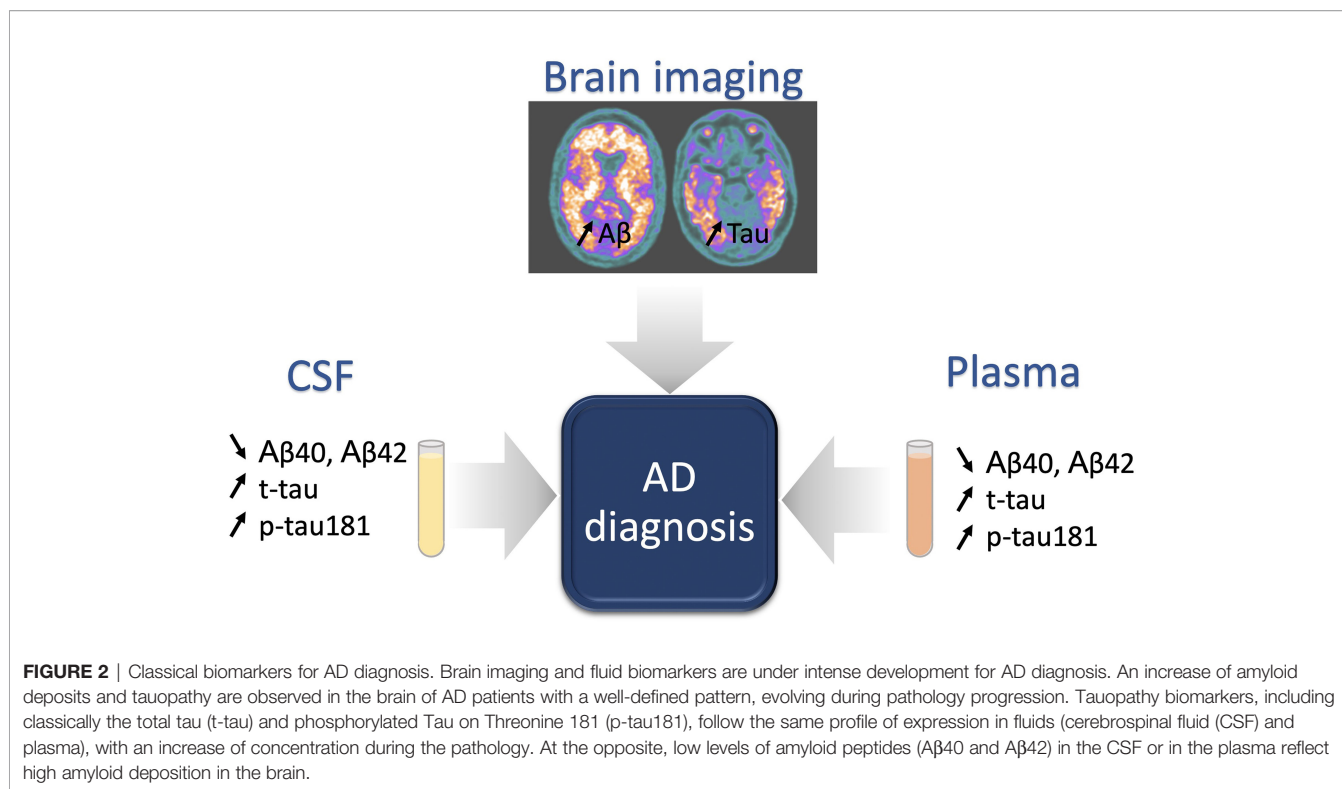 Brain imaging
Aβ
Tau
CSF
Aβ40, Aβ42
t-tau
p-tau181
AD
diagnosis
Plasma
Aβ40, Aβ42
t-tau
p-tau181
FIGURE 2 | Classical biomarkers for AD diagnosis. Brain imaging and fluid biomarkers are under intense development for AD diagnosis. An increase of amyloid
deposits and tauopathy are observed in the brain of AD patients with a well-defined pattern, evolving during pathology progression. Tauopathy biomarkers, including
classically the total tau (t-tau) and phosphorylated Tau on Threonine 181 (p-tau181), follow the same profile of expression in fluids (cerebrospinal fluid (CSF) and
plasma), with an increase of concentration during the pathology. At the opposite, low levels of amyloid peptides (Aβ40 and Aβ42) in the CSF or in the plasma reflect
high amyloid deposition in the brain.